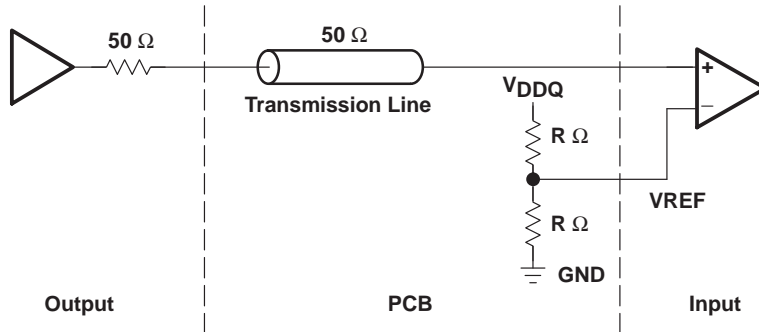 50 Ω
50 Ω
Transmission Line
VDDQ
+
−
R Ω
VREF
R Ω
GND
Output
PCB
Input